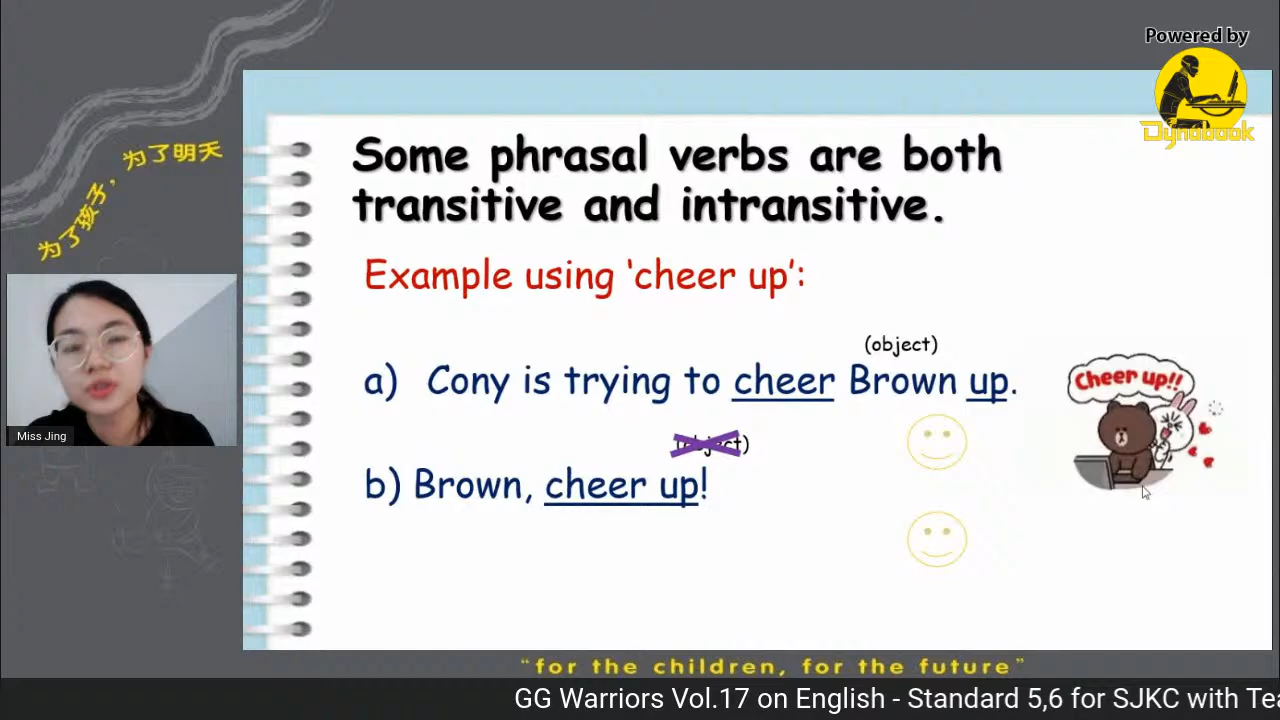 Powered by
Dynabook
为了孩子，为了明天
Some phrasal verbs are both
transitive and intransitive.
Example using ‘cheer up’:
(object)
a) Cony is trying to cheer Brown up.
Cheer up!!
(object)
b) Brown, cheer up!
Miss Jing
“for the children, for the future”
GG Warriors Vol.17 on English - Standard 5,6 for SJKC with Tea